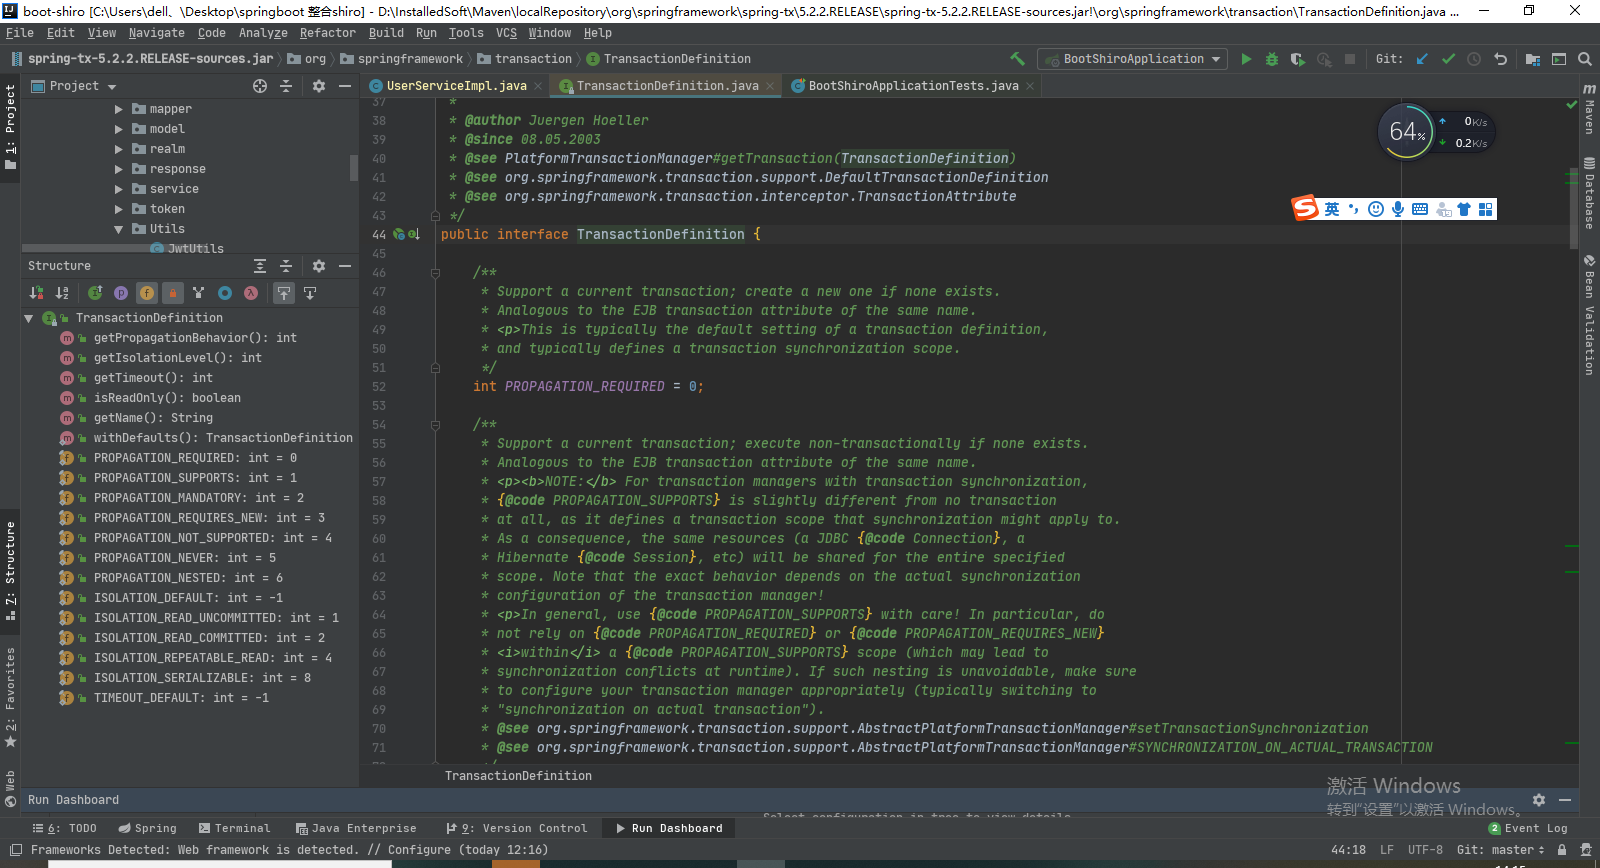 boot-shiro [C:\Users\dell、\Desktop\springboot 整合shiro] - D:\InstalledSoft\Maven\localRepository\org\springframework\spring-tx\5.2.2.RELEASE\spring-tx-5.2.2.RELEASE-sources.jar!\org\springframework\transaction\TransactionDefinition.java ...
File Edit View Navigate Code Analyze Refactor Build Run Tools VCS Window Help
spring-tx-5.2.2.RELEASE-sources.jar org springframework transaction TransactionDefinition BootShiroApplication Git:
Project UserServiceImpl.java TransactionDefinition.java BootShiroApplicationTests.java
1: Project
mapper
model
realm
response
service
token
Utils
JwtUtils
Structure
TransactionDefinition
getPropagationBehavior(): int
getIsolationLevel(): int
getTimeout(): int
isReadOnly(): boolean
getName(): String
withDefaults(): TransactionDefinition
PROPAGATION_REQUIRED: int = 0
PROPAGATION_SUPPORTS: int = 1
PROPAGATION_MANDATORY: int = 2
PROPAGATION_REQUIRES_NEW: int = 3
PROPAGATION_NOT_SUPPORTED: int = 4
PROPAGATION_NEVER: int = 5
PROPAGATION_NESTED: int = 6
ISOLATION_DEFAULT: int = -1
ISOLATION_READ_UNCOMMITTED: int = 1
ISOLATION_READ_COMMITTED: int = 2
ISOLATION_REPEATABLE_READ: int = 4
ISOLATION_SERIALIZABLE: int = 8
TIMEOUT_DEFAULT: int = -1
7: Structure
2: Favorites
Web
37 *
38 * @author Juergen Hoeller
39 * @since 08.05.2003
40 * @see PlatformTransactionManager#getTransaction(TransactionDefinition)
41 * @see org.springframework.transaction.support.DefaultTransactionDefinition
42 * @see org.springframework.transaction.interceptor.TransactionAttribute
43 */
44 public interface TransactionDefinition {
45
46 /**
47 * Support a current transaction; create a new one if none exists.
48 * Analogous to the EJB transaction attribute of the same name.
49 * <p>This is typically the default setting of a transaction definition,
50 * and typically defines a transaction synchronization scope.
51 */
52 int PROPAGATION_REQUIRED = 0;
53
54 /**
55 * Support a current transaction; execute non-transactionally if none exists.
56 * Analogous to the EJB transaction attribute of the same name.
57 * <p><b>NOTE:</b> For transaction managers with transaction synchronization,
58 * {@code PROPAGATION_SUPPORTS} is slightly different from no transaction
59 * at all, as it defines a transaction scope that synchronization might apply to.
60 * As a consequence, the same resources (a JDBC {@code Connection}, a
61 * Hibernate {@code Session}, etc) will be shared for the entire specified
62 * scope. Note that the exact behavior depends on the actual synchronization
63 * configuration of the transaction manager!
64 * <p>In general, use {@code PROPAGATION_SUPPORTS} with care! In particular, do
65 * not rely on {@code PROPAGATION_REQUIRED} or {@code PROPAGATION_REQUIRES_NEW}
66 * <i>within</i> a {@code PROPAGATION_SUPPORTS} scope (which may lead to
67 * synchronization conflicts at runtime). If such nesting is unavoidable, make sure
68 * to configure your transaction manager appropriately (typically switching to
69 * "synchronization on actual transaction").
70 * @see org.springframework.transaction.support.AbstractPlatformTransactionManager#setTransactionSynchronization
71 * @see org.springframework.transaction.support.AbstractPlatformTransactionManager#SYNCHRONIZATION_ON_ACTUAL_TRANSACTION
TransactionDefinition
64%
0K/s
0.2K/s
英
Maven
Database
Bean Validation
激活 Windows
转到“设置”以激活 Windows。
Run Dashboard
Select configuration in tree to view details
6: TODO Spring Terminal Java Enterprise 9: Version Control Run Dashboard 2 Event Log
Frameworks Detected: Web framework is detected. // Configure (today 12:16) 44:18 LF UTF-8 Git: master